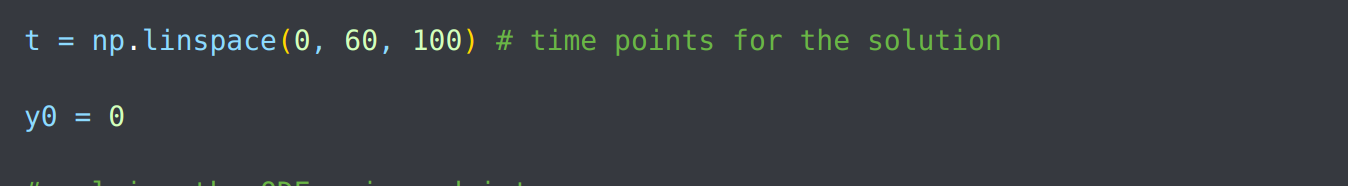 t = np.linspace(0, 60, 100) # time points for the solution
y0 = 0